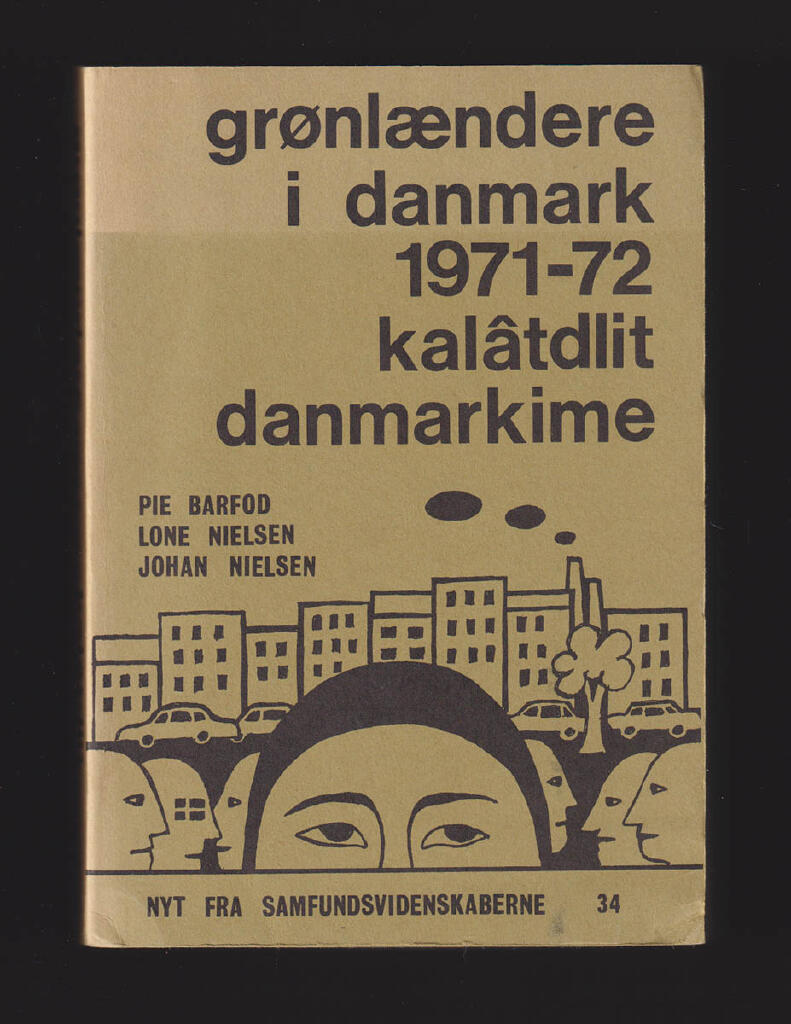 grønlændere
i danmark
1971-72
kalâtdlit
danmarkime
PIE BARFOD
LONE NIELSEN
JOHAN NIELSEN
NYT FRA SAMFUNDSVIDENSKABERNE 34